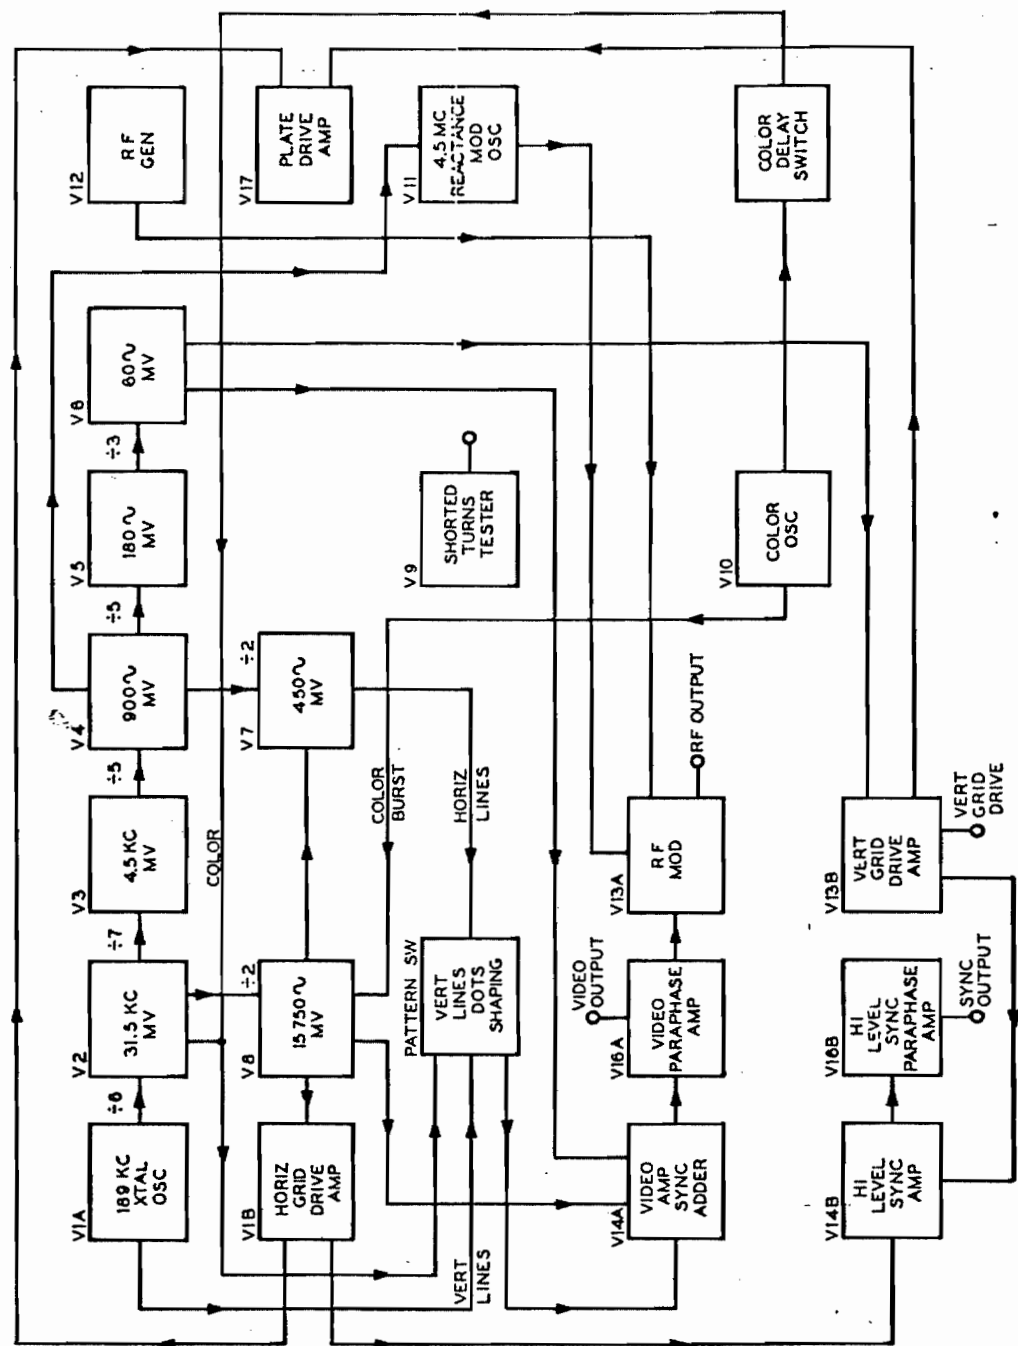 V1A
189 KC
XTAL
OSC
÷6
V2
31.5 KC
MV
÷7
V3
4.5 KC
MV
÷5
V4
900~
MV
÷5
V5
180~
MV
÷3
V6
60~
MV
V12
RF
GEN
COLOR
V1B
HORIZ
GRID
DRIVE
AMP
V8
÷2
15750~
MV
V7
÷2
450~
MV
V17
PLATE
DRIVE
AMP
COLOR
BURST
HORIZ
LINES
VERT
LINES
PATTERN SW
VERT
LINES
DOTS
SHAPING
V9
SHORTED
TURNS
TESTER
V11
4.5 MC
REACTANCE
MOD
OSC
V14A
VIDEO
AMP
SYNC
ADDER
VIDEO
OUTPUT
V16A
VIDEO
PARAPHASE
AMP
V13A
RF
MOD
RF OUTPUT
V10
COLOR
OSC
COLOR
DELAY
SWITCH
V14B
HI
LEVEL
SYNC
AMP
V16B
HI
LEVEL
SYNC
PARAPHASE
AMP
SYNC
OUTPUT
V13B
VERT
GRID
DRIVE
AMP
VERT
GRID
DRIVE